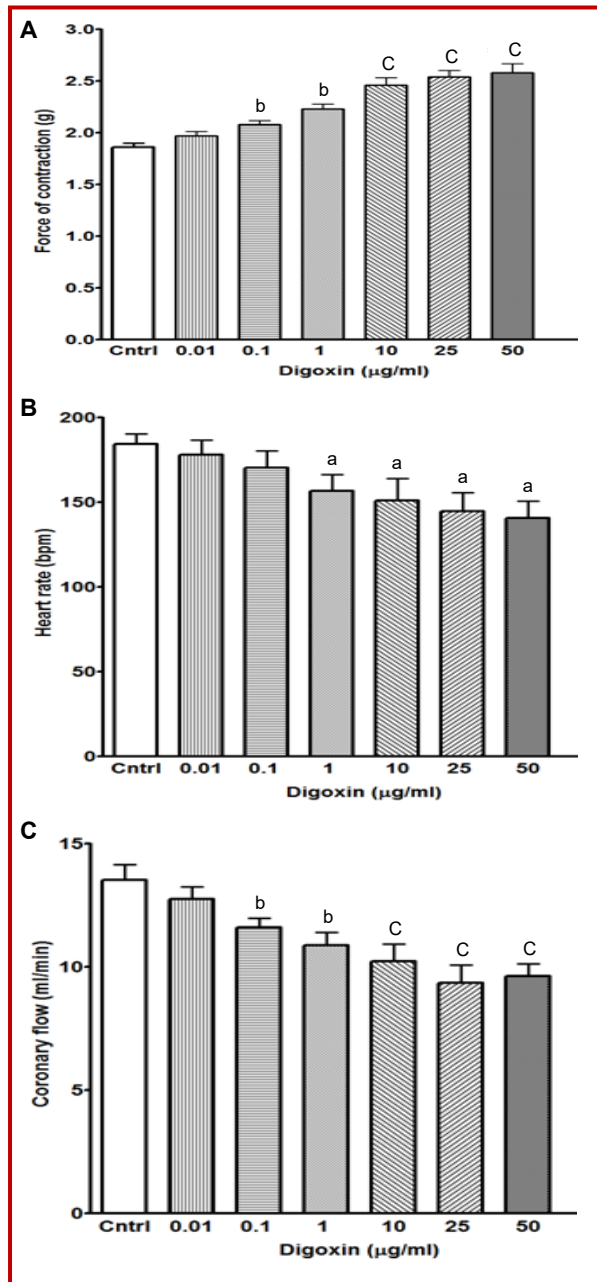 A
Force of contraction (g)
3.0
2.5
2.0
1.5
1.0
0.5
0.0
b
b
C
C
C
Cntrl 0.01 0.1 1 10 25 50
Digoxin (μg/ml)
B
Heart rate (bpm)
200
150
100
50
0
a
a
a
a
Cntrl 0.01 0.1 1 10 25 50
Digoxin (μg/ml)
C
Coronary flow (ml/min)
15
10
5
0
b
b
C
C
C
Cntrl 0.01 0.1 1 10 25 50
Digoxin (μg/ml)